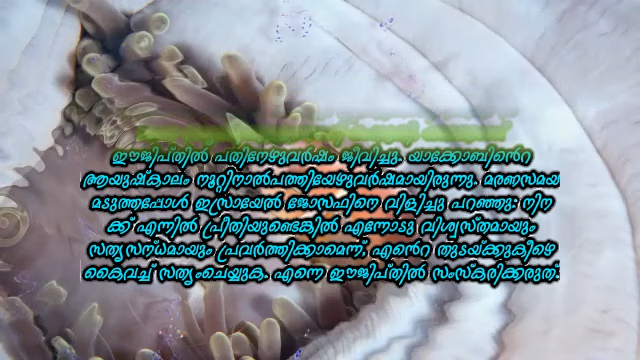 ഈജിപ്തിൽ പതിനേഴുവർഷം ജീവിച്ചു. യാക്കോബിൻെറ
ആയുഷ്കാലം നൂറ്റിനാൽപത്തിയേഴുവർഷമായിരുന്നു. മരണസമയ
മടുത്തപ്പോൾ ഇസ്രായേൽ ജോസഫിനെ വിളിച്ചു പറഞ്ഞു: നിന
ക്ക് എന്നിൽ പ്രീതിയുണ്ടെങ്കിൽ എന്നോടു വിശ്വസ്തമായും
സത്യസന്ധമായും പ്രവർത്തിക്കാമെന്ന്, എൻെറ തുടയ്ക്കുകീഴെ
കൈവച്ച് സത്യംചെയ്യുക. എന്നെ ഈജിപ്തിൽ സംസ്കരിക്കരുത്.